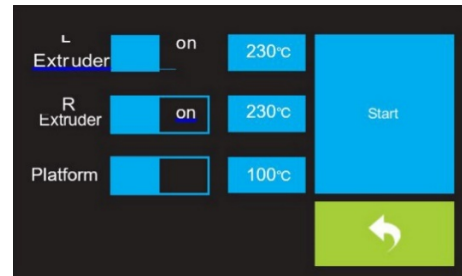 L
Extruder
on
230℃
R
Extruder
on
230℃
Start
Platform
100℃